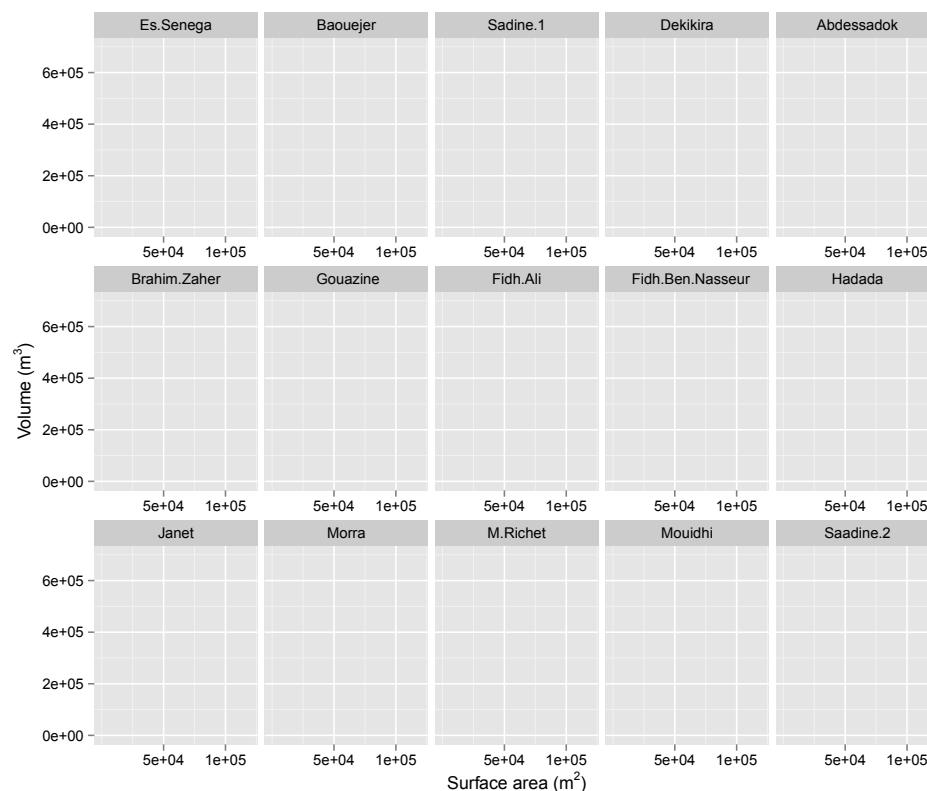 Es.Senega Baouejer Sadine.1 Dekikira Abdessadok
6e+05
4e+05
2e+05
0e+00
5e+04 1e+05 5e+04 1e+05 5e+04 1e+05 5e+04 1e+05 5e+04 1e+05
Brahim.Zaher Gouazine Fidh.Ali Fidh.Ben.Nasseur Hadada
6e+05
4e+05
2e+05
0e+00
Volume (m³)
5e+04 1e+05 5e+04 1e+05 5e+04 1e+05 5e+04 1e+05 5e+04 1e+05
Janet Morra M.Richet Mouidhi Saadine.2
6e+05
4e+05
2e+05
0e+00
5e+04 1e+05 5e+04 1e+05 5e+04 1e+05 5e+04 1e+05 5e+04 1e+05
Surface area (m²)